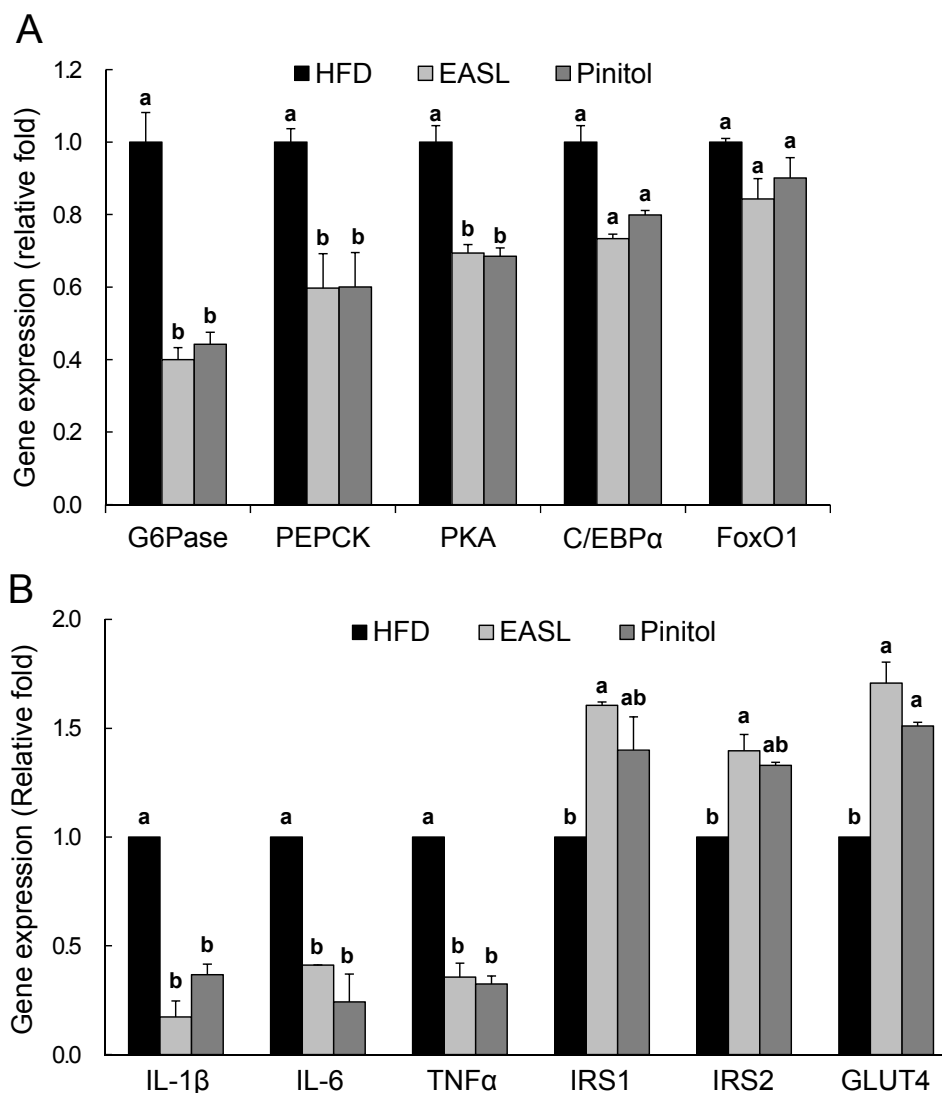 A
Gene expression (relative fold)
1.2
1.0
0.8
0.6
0.4
0.2
0.0
HFD EASL Pinitol
a b b a b b a b b a a a a a a
G6Pase PEPCK PKA C/EBPα FoxO1
B
Gene expression (Relative fold)
2.0
1.5
1.0
0.5
0.0
HFD EASL Pinitol
a b b a b b a b b b a ab b a ab b a a
IL-1β IL-6 TNFα IRS1 IRS2 GLUT4